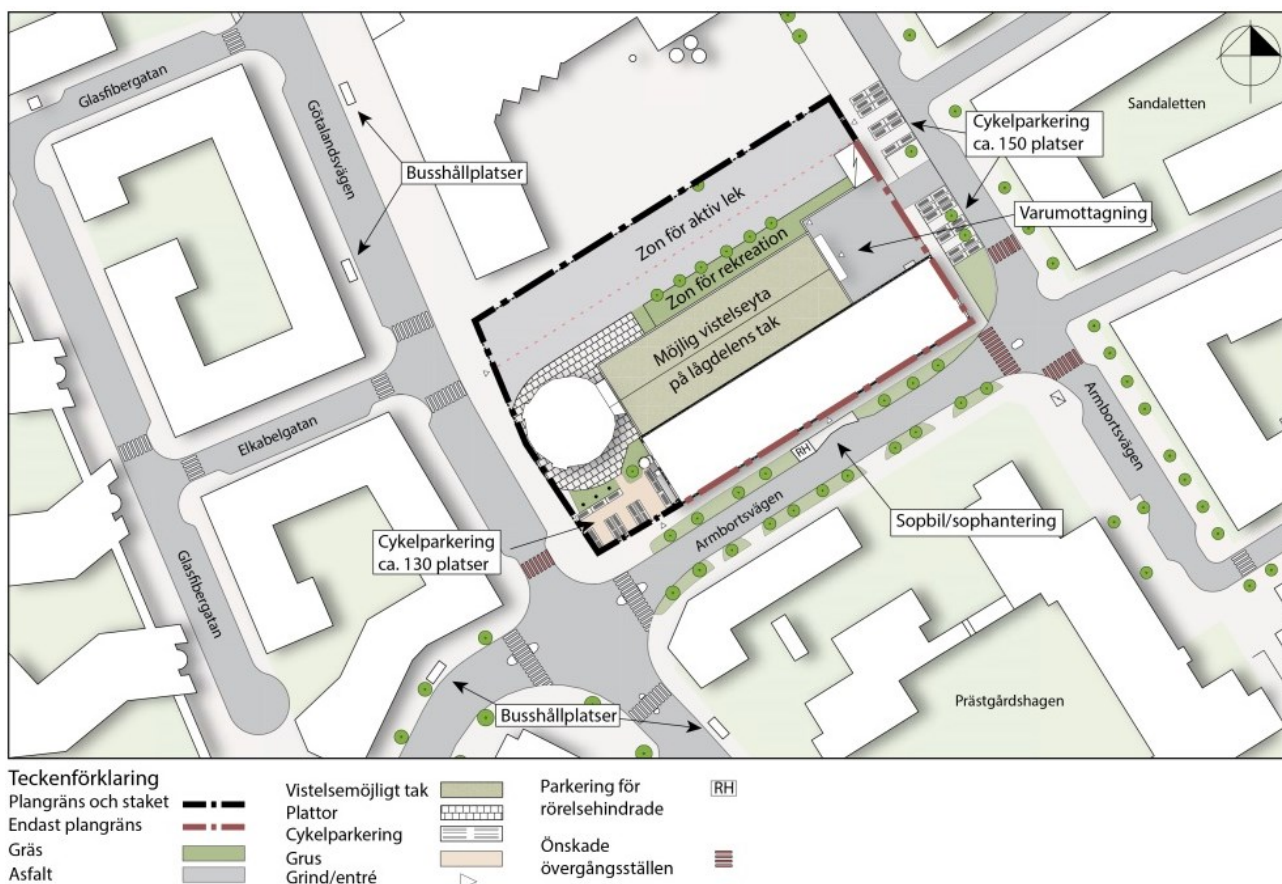 Glasfibergatan
Götalandsvägen
Busshållplatser
Sandaletten
Cykelparkering
ca. 150 platser
Varumottagning
Zon för aktiv lek
Zon för rekreation
Möjlig vistelseyta
på lågdelens tak
Elkabelgatan
RH
Armbortsvägen
Armbortsvägen
Sopbil/sophantering
Cykelparkering
ca. 130 platser
Glasfibergatan
Busshållplatser
Prästgårdshagen
Teckenförklaring
Plangräns och staket
Endast plangräns
Gräs
Asfalt
Vistelsemöjligt tak
Plattor
Cykelparkering
Grus
Grind/entré
Parkering för
rörelsehindrade
RH
Önskade
övergångsställen